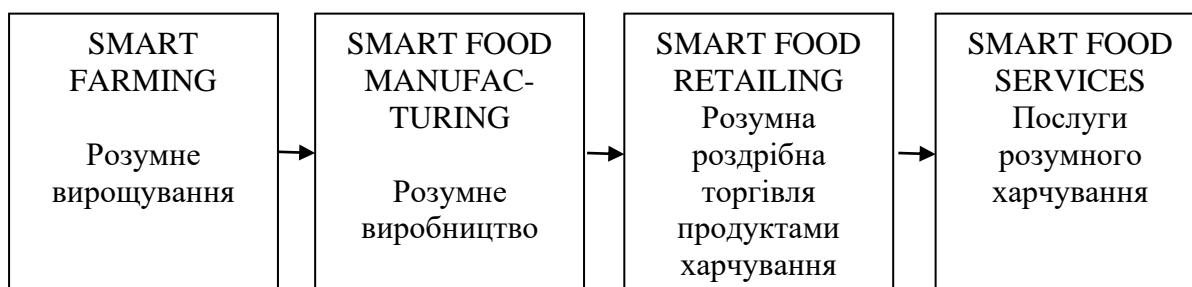 SMART
FARMING
Розумне
вирощування
SMART FOOD
MANUFAC-
TURING
Розумне
виробництво
SMART FOOD
RETAILING
Розумна
роздрібна
торгівля
продуктами
харчування
SMART FOOD
SERVICES
Послуги
розумного
харчування